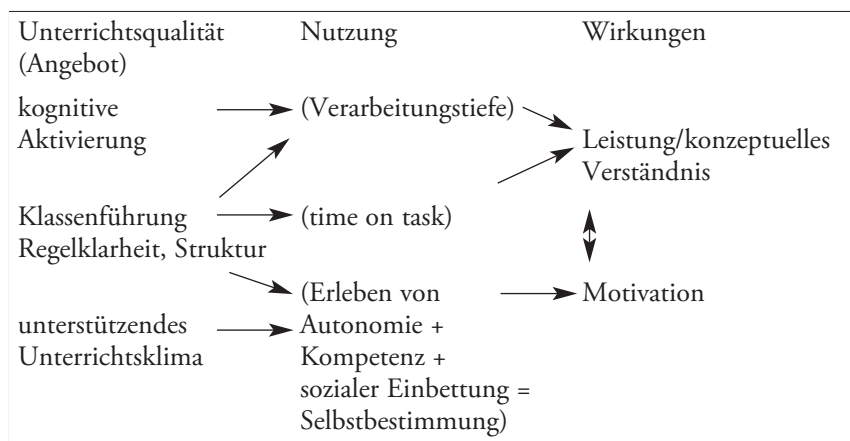 Unterrichtsqualität
(Angebot)
Nutzung
Wirkungen
kognitive
Aktivierung
(Verarbeitungstiefe)
Leistung/konzeptuelles
Verständnis
Klassenführung
Regelklarheit, Struktur
(time on task)
(Erleben von
Autonomie +
Kompetenz +
sozialer Einbettung =
Selbstbestimmung)
Motivation
unterstützendes
Unterrichtsklima